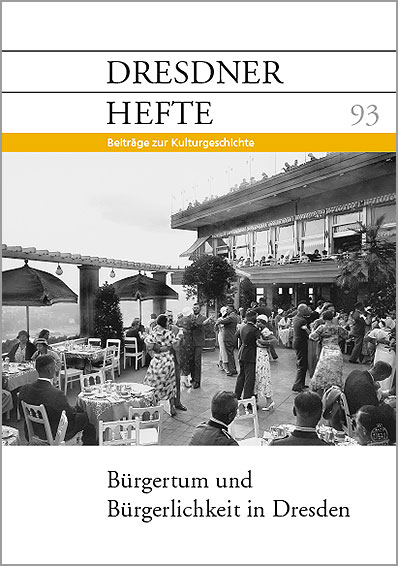 DRESDNER
HEFTE
93
Beiträge zur Kulturgeschichte
Bürgertum und
Bürgerlichkeit in Dresden